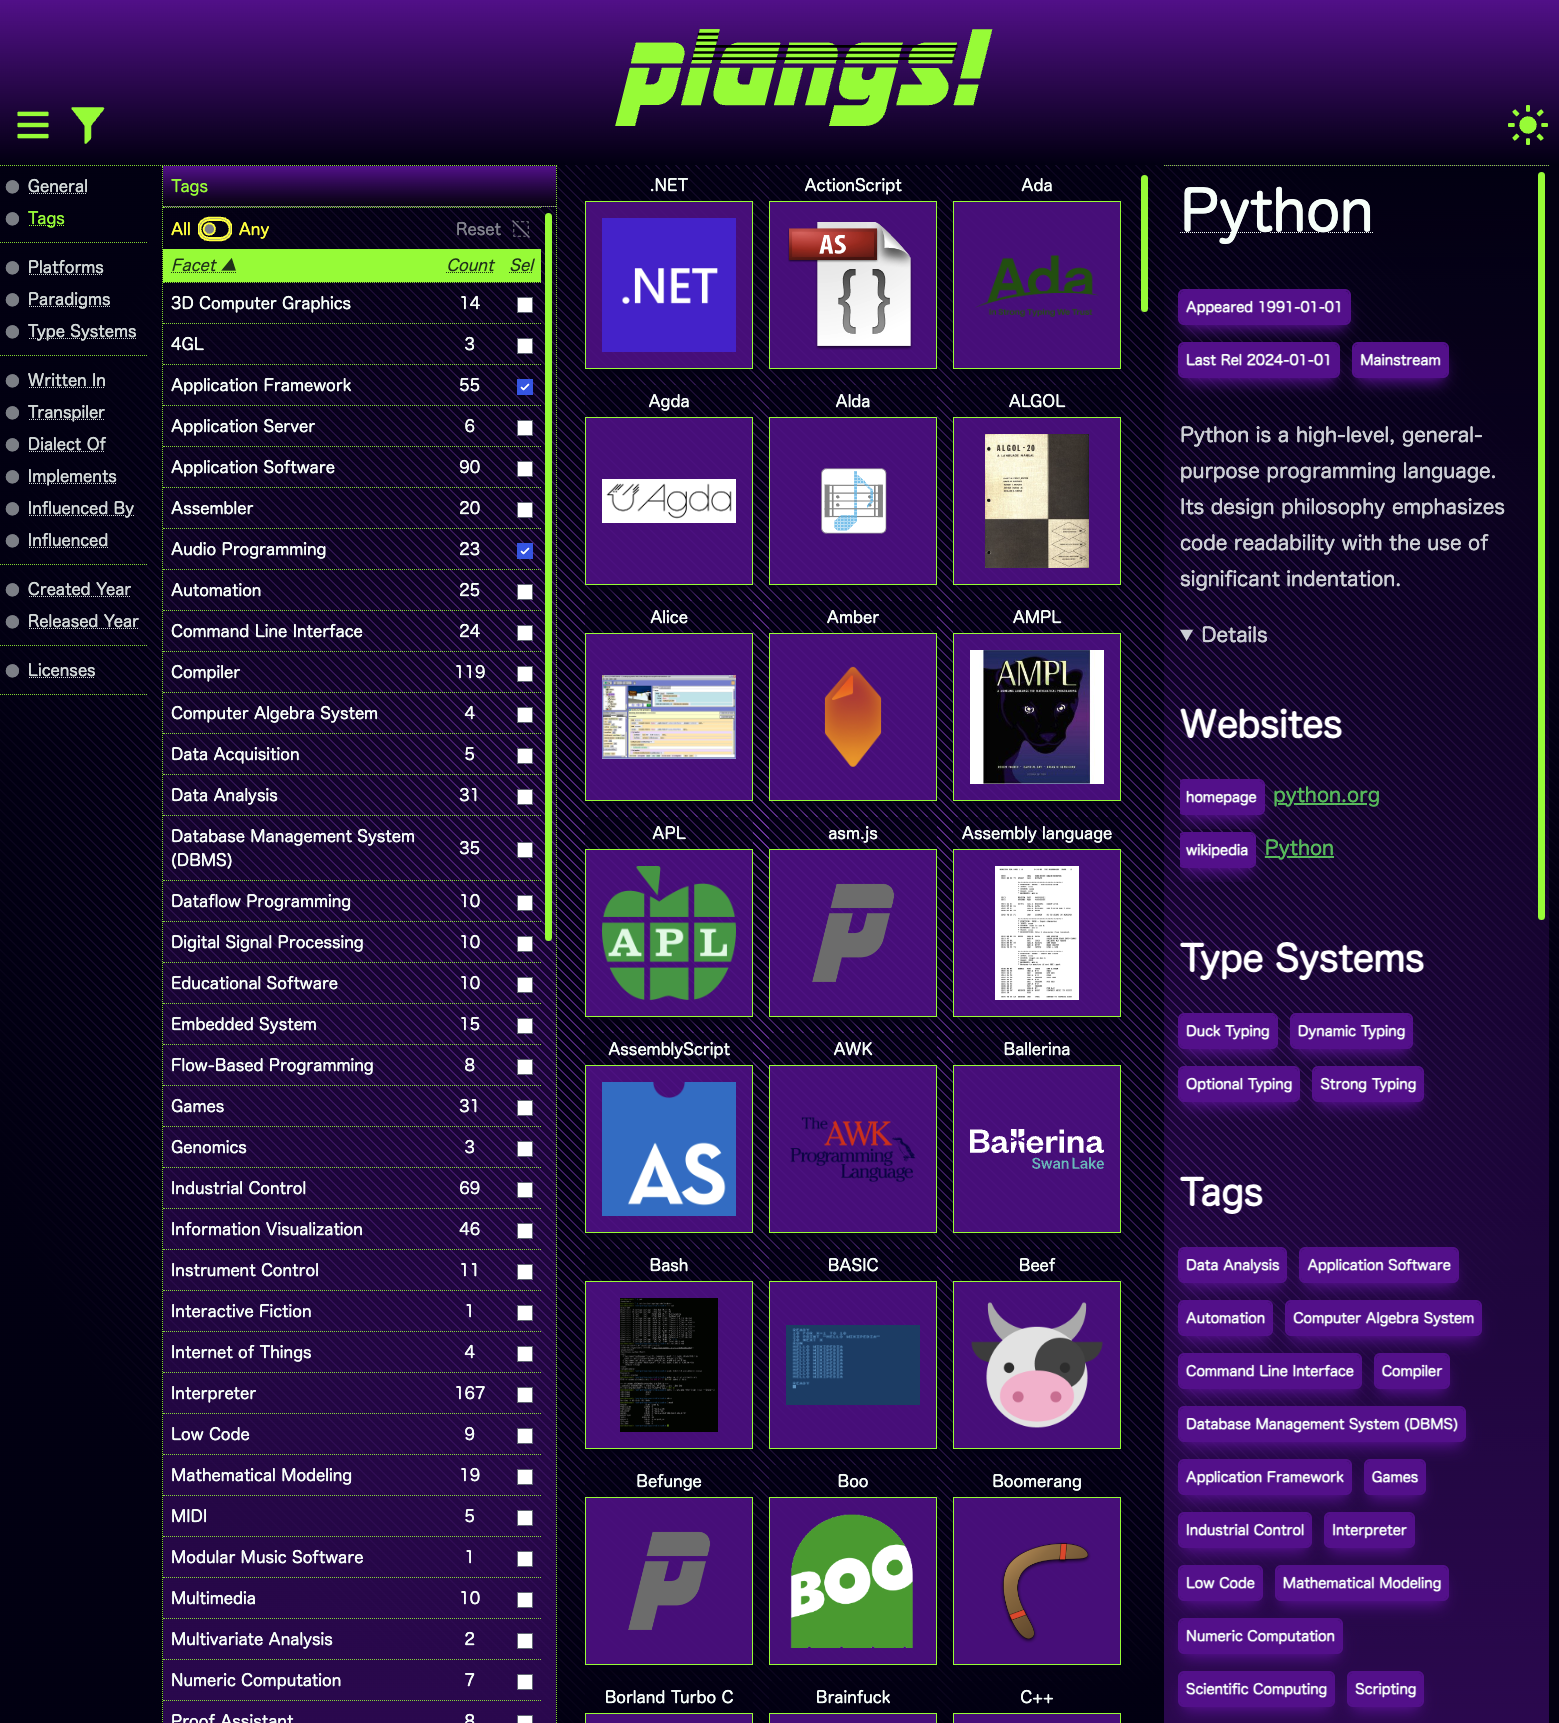 plangs!
General
Tags
Platforms
Paradigms
Type Systems
Written In
Transpiler
Dialect Of
Implements
Influenced By
Influenced
Created Year
Released Year
Licenses
Tags
All Any Reset
Facet ▲ Count Sel
3D Computer Graphics 14
4GL 3
Application Framework 55
Application Server 6
Application Software 90
Assembler 20
Audio Programming 23
Automation 25
Command Line Interface 24
Compiler 119
Computer Algebra System 4
Data Acquisition 5
Data Analysis 31
Database Management System
(DBMS) 35
Dataflow Programming 10
Digital Signal Processing 10
Educational Software 10
Embedded System 15
Flow-Based Programming 8
Games 31
Genomics 3
Industrial Control 69
Information Visualization 46
Instrument Control 11
Interactive Fiction 1
Internet of Things 4
Interpreter 167
Low Code 9
Mathematical Modeling 19
MIDI 5
Modular Music Software 1
Multimedia 10
Multivariate Analysis 2
Numeric Computation 7
Proof Assistant 8
.NET ActionScript Ada
.NET
AS
{ }
Ada
In Strong Typing We Trust
Agda Alda ALGOL
Agda
ALGOL-20
Alice Amber AMPL
AMPL
APL asm.js Assembly language
APL
AssemblyScript AWK Ballerina
AS
The
AWK
Programming
Language
Ballerina
Swan Lake
Bash BASIC Beef
Befunge Boo Boomerang
BOO
Borland Turbo C Brainfuck C++
Python
Appeared 1991-01-01
Last Rel 2024-01-01 Mainstream
Python is a high-level, general-
purpose programming language.
Its design philosophy emphasizes
code readability with the use of
significant indentation.
▼ Details
Websites
homepage python.org
wikipedia Python
Type Systems
Duck Typing Dynamic Typing
Optional Typing Strong Typing
Tags
Data Analysis Application Software
Automation Computer Algebra System
Command Line Interface Compiler
Database Management System (DBMS)
Application Framework Games
Industrial Control Interpreter
Low Code Mathematical Modeling
Numeric Computation
Scientific Computing Scripting